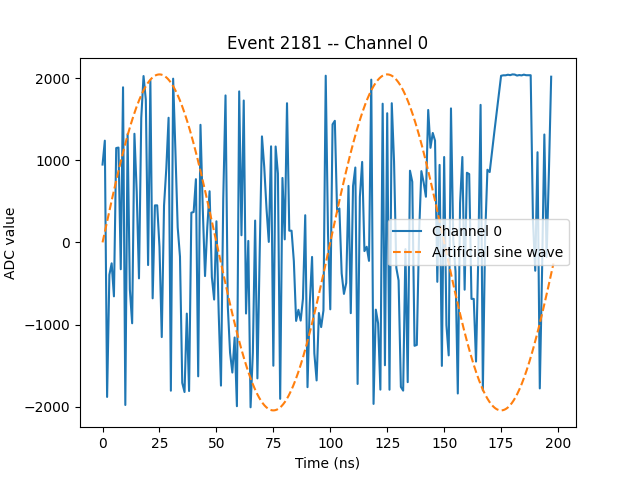 Event 2181 -- Channel 0
ADC value
2000
1000
0
−1000
−2000
Channel 0
Artificial sine wave
0 25 50 75 100 125 150 175 200
Time (ns)